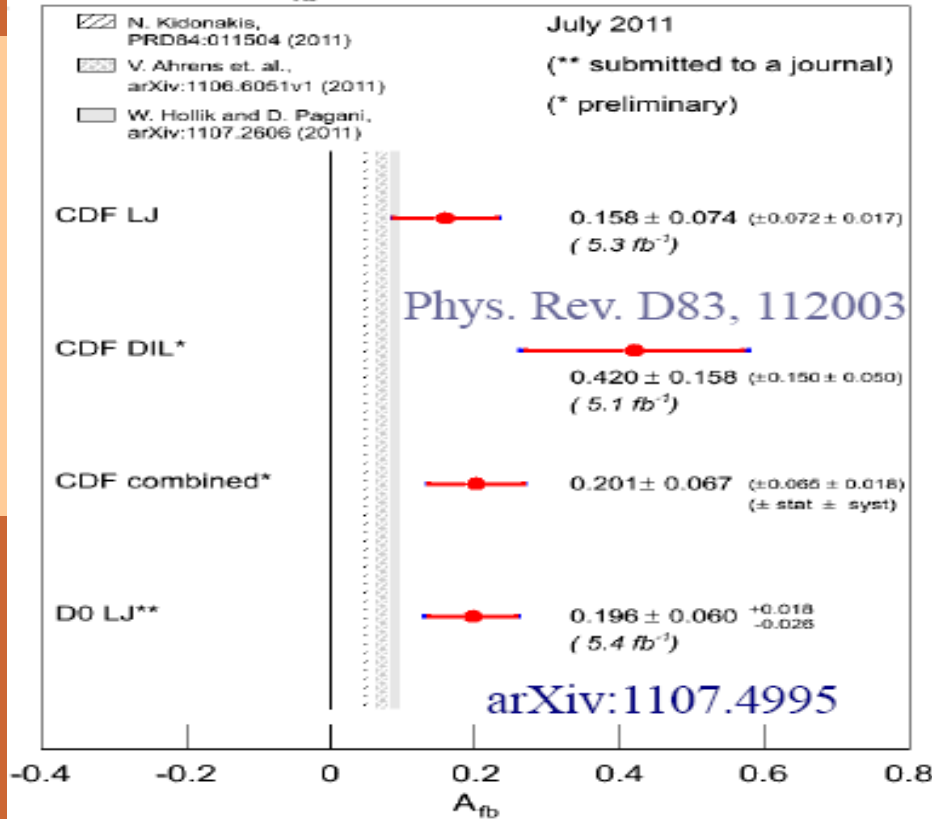 N. Kidonakis,
PRD84:011504 (2011)
V. Ahrens et. al.,
arXiv:1106.6051v1 (2011)
W. Hollik and D. Pagani,
arXiv:1107.2606 (2011)
July 2011
(** submitted to a journal)
(* preliminary)
CDF LJ
0.158 ± 0.074 (±0.072 ± 0.017)
( 5.3 fb⁻¹)
Phys. Rev. D83, 112003
CDF DIL*
0.420 ± 0.158 (±0.150 ± 0.050)
( 5.1 fb⁻¹)
CDF combined*
0.201± 0.067 (±0.065 ± 0.018)
(± stat ± syst)
D0 LJ**
0.196 ± 0.060 +0.018
-0.026
( 5.4 fb⁻¹)
arXiv:1107.4995
-0.4 -0.2 0 0.2 0.4 0.6 0.8
A_fb